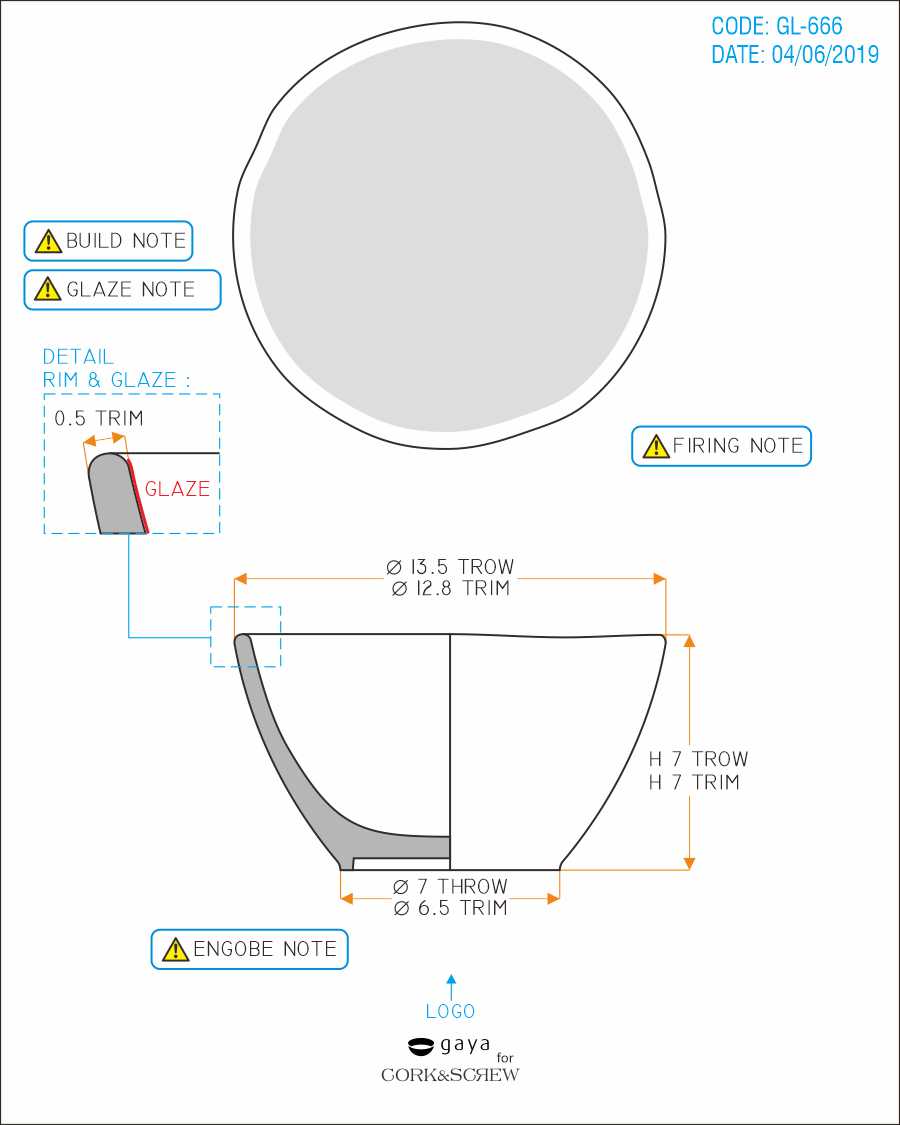 CODE: GL-666
DATE: 04/06/2019
BUILD NOTE
GLAZE NOTE
DETAIL
RIM & GLAZE :
0.5 TRIM
GLAZE
FIRING NOTE
Ø 13.5 TROW
Ø 12.8 TRIM
H 7 TROW
H 7 TRIM
Ø 7 THROW
Ø 6.5 TRIM
ENGOBE NOTE
LOGO
gaya
for
CORK&SCREW